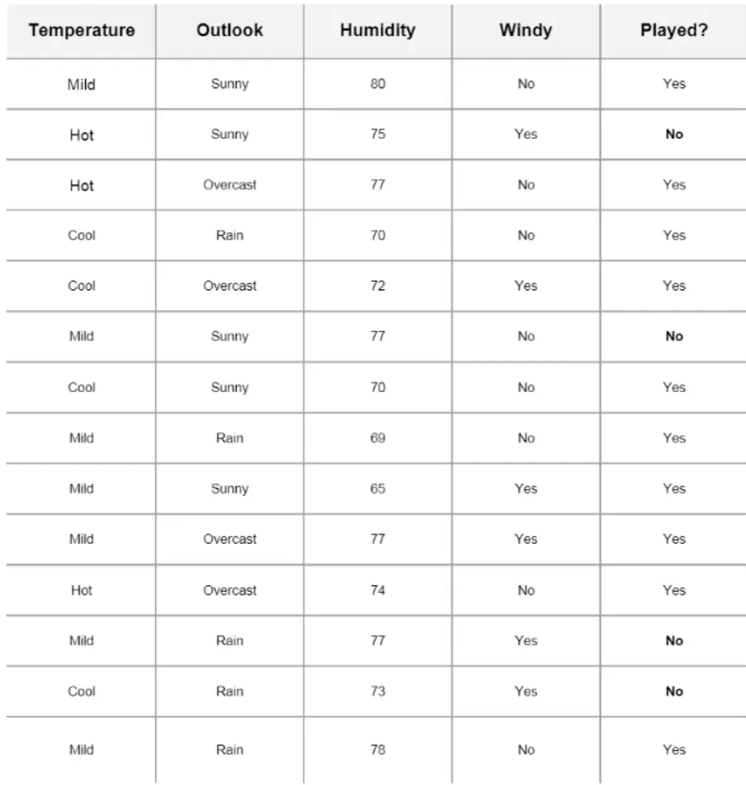 Temperature Outlook Humidity Windy Played?
Mild Sunny 80 No Yes
Hot Sunny 75 Yes No
Hot Overcast 77 No Yes
Cool Rain 70 No Yes
Cool Overcast 72 Yes Yes
Mild Sunny 77 No No
Cool Sunny 70 No Yes
Mild Rain 69 No Yes
Mild Sunny 65 Yes Yes
Mild Overcast 77 Yes Yes
Hot Overcast 74 No Yes
Mild Rain 77 Yes No
Cool Rain 73 Yes No
Mild Rain 78 No Yes